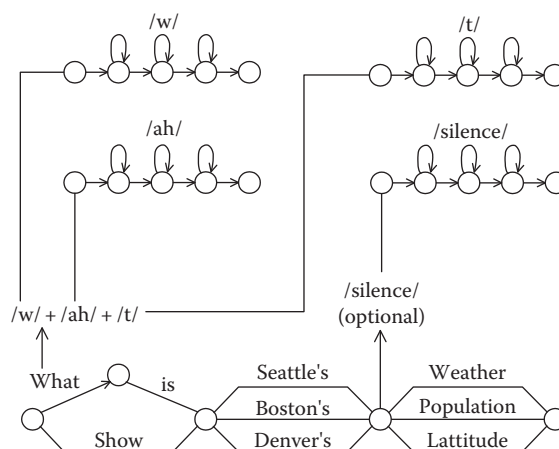 /w/
/t/
/ah/
/silence/
/w/ + /ah/ + /t/
/silence/
(optional)
What
is
Show
Seattle's
Boston's
Denver's
Weather
Population
Lattitude